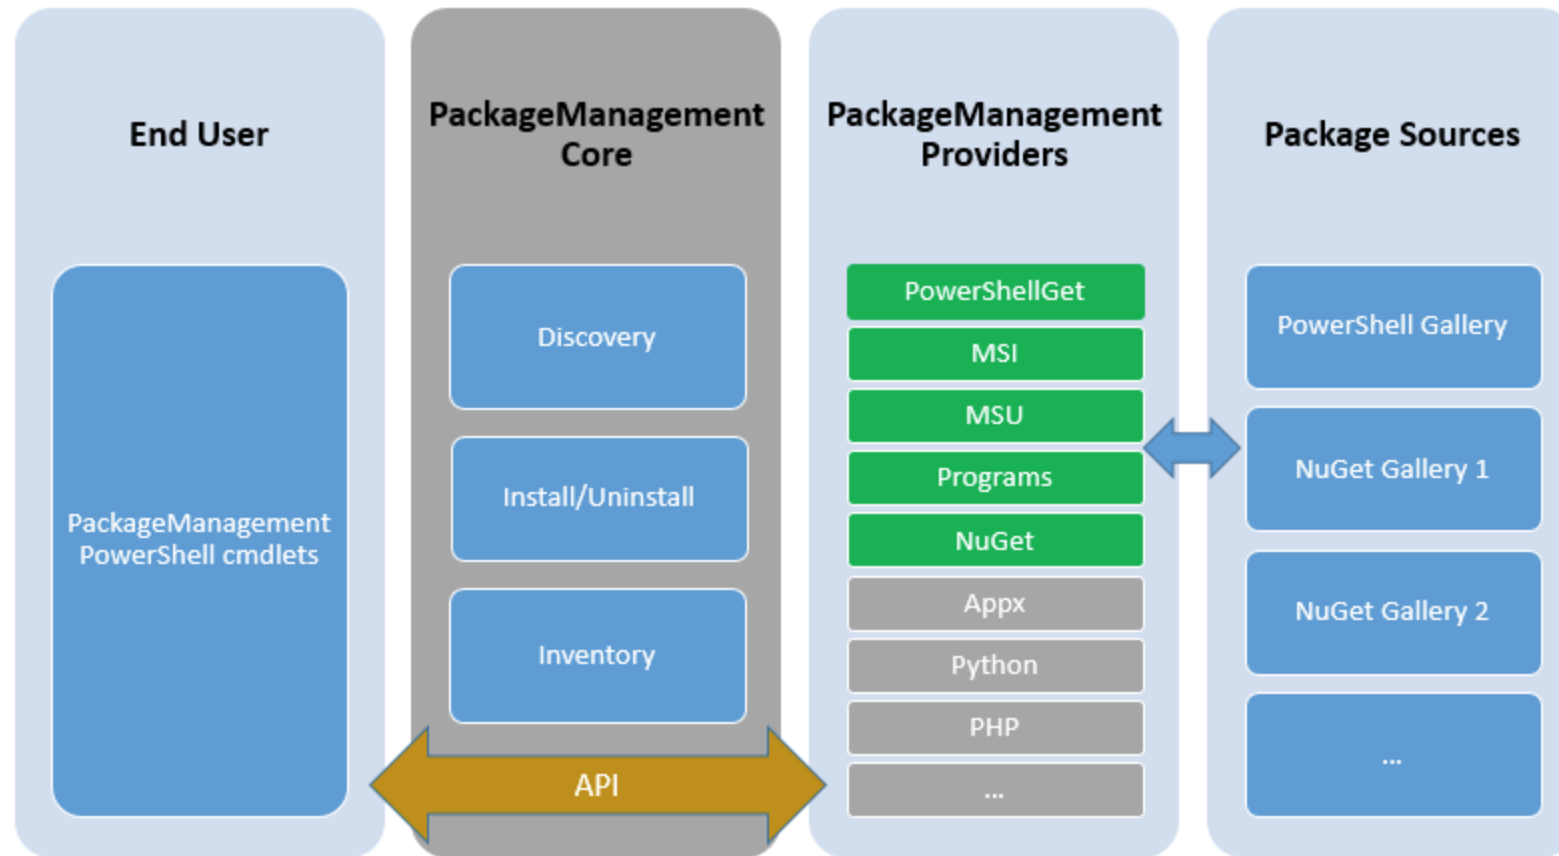 End User
PackageManagement
PowerShell cmdlets
PackageManagement
Core
Discovery
Install/Uninstall
Inventory
API
PackageManagement
Providers
PowerShellGet
MSI
MSU
Programs
NuGet
Appx
Python
PHP
...
Package Sources
PowerShell Gallery
NuGet Gallery 1
NuGet Gallery 2
...